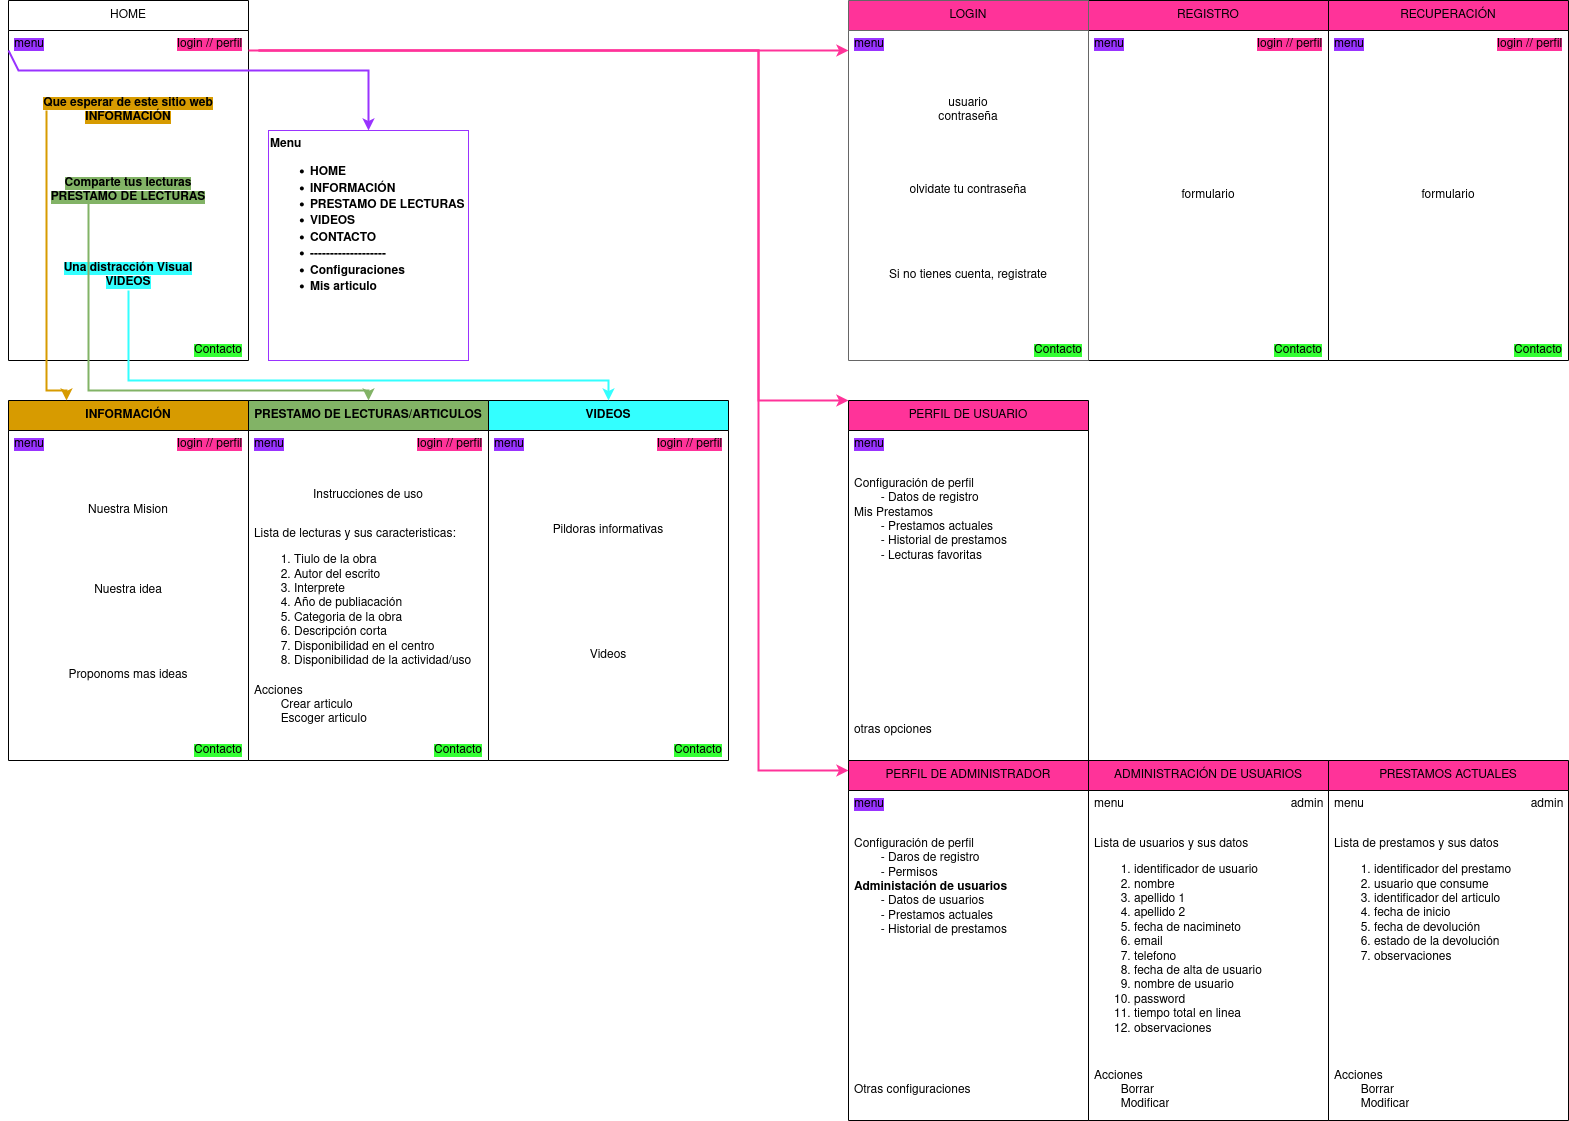 HOME
menu
login // perfil
Que esperar de este sitio web
INFORMACIÓN
Comparte tus lecturas
PRESTAMO DE LECTURAS
Una distracción Visual
VIDEOS
Contacto
Menu
HOME
INFORMACIÓN
PRESTAMO DE LECTURAS
VIDEOS
CONTACTO
-------------------
Configuraciones
Mis articulo
LOGIN
menu
usuario
contraseña
olvidate tu contraseña
Si no tienes cuenta, registrate
Contacto
REGISTRO
menu
login // perfil
formulario
Contacto
RECUPERACIÓN
menu
login // perfil
formulario
Contacto
INFORMACIÓN
menu
login // perfil
Nuestra Mision
Nuestra idea
Proponoms mas ideas
Contacto
PRESTAMO DE LECTURAS/ARTICULOS
menu
login // perfil
Instrucciones de uso
Lista de lecturas y sus caracteristicas:
1. Tiulo de la obra
2. Autor del escrito
3. Interprete
4. Año de publiacación
5. Categoria de la obra
6. Descripción corta
7. Disponibilidad en el centro
8. Disponibilidad de la actividad/uso
Acciones
Crear articulo
Escoger articulo
Contacto
VIDEOS
menu
login // perfil
Pildoras informativas
Videos
Contacto
PERFIL DE USUARIO
menu
Configuración de perfil
- Datos de registro
Mis Prestamos
- Prestamos actuales
- Historial de prestamos
- Lecturas favoritas
otras opciones
PERFIL DE ADMINISTRADOR
menu
Configuración de perfil
- Daros de registro
- Permisos
Administación de usuarios
- Datos de usuarios
- Prestamos actuales
- Historial de prestamos
Otras configuraciones
ADMINISTRACIÓN DE USUARIOS
menu
admin
Lista de usuarios y sus datos
1. identificador de usuario
2. nombre
3. apellido 1
4. apellido 2
5. fecha de nacimineto
6. email
7. telefono
8. fecha de alta de usuario
9. nombre de usuario
10. password
11. tiempo total en linea
12. observaciones
Acciones
Borrar
Modificar
PRESTAMOS ACTUALES
menu
admin
Lista de prestamos y sus datos
1. identificador del prestamo
2. usuario que consume
3. identificador del articulo
4. fecha de inicio
5. fecha de devolución
6. estado de la devolución
7. observaciones
Acciones
Borrar
Modificar